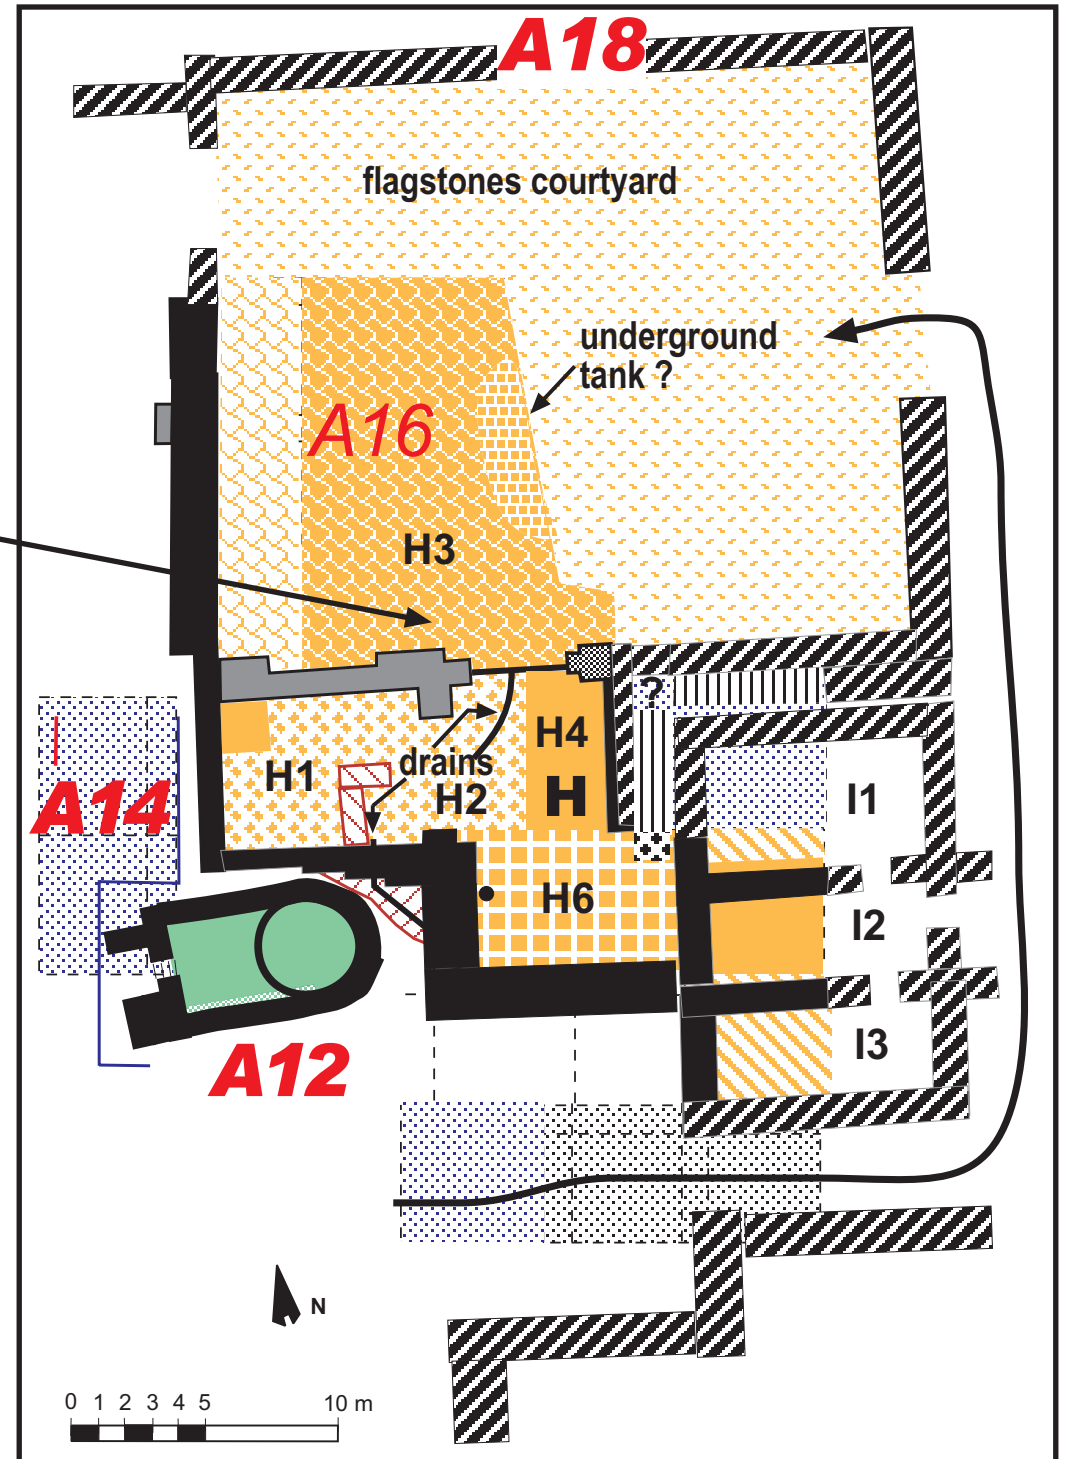 A18
flagstones courtyard
underground
tank ?
A16
H3
?
H4
drains
H1
H2
H
I1
A14
H6
I2
I3
A12
N
0 1 2 3 4 5 10 m